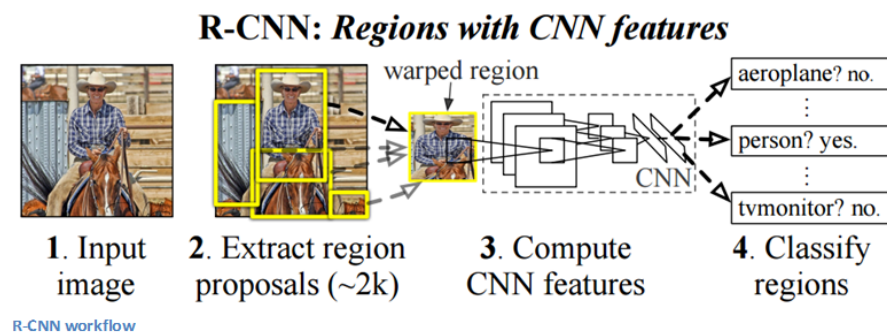 R-CNN: Regions with CNN features
warped region
aeroplane? no.
⋮
person? yes.
⋮
tvmonitor? no.
CNN
1. Input
image
2. Extract region
proposals (~2k)
3. Compute
CNN features
4. Classify
regions
R-CNN workflow